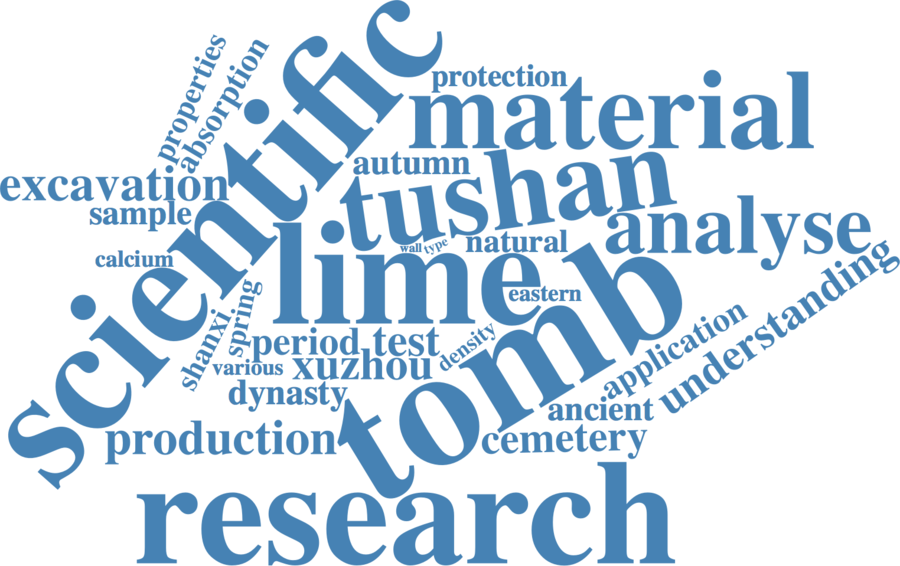 scientific
properties
absorption
protection
material
excavation
autumn
tushan
sample
analyse
natural
wall
type
calcium
lime
eastern
tomb
understanding
spring
shanxi
period
test
density
application
various
xuzhou
dynasty
ancient
production
cemetery
research